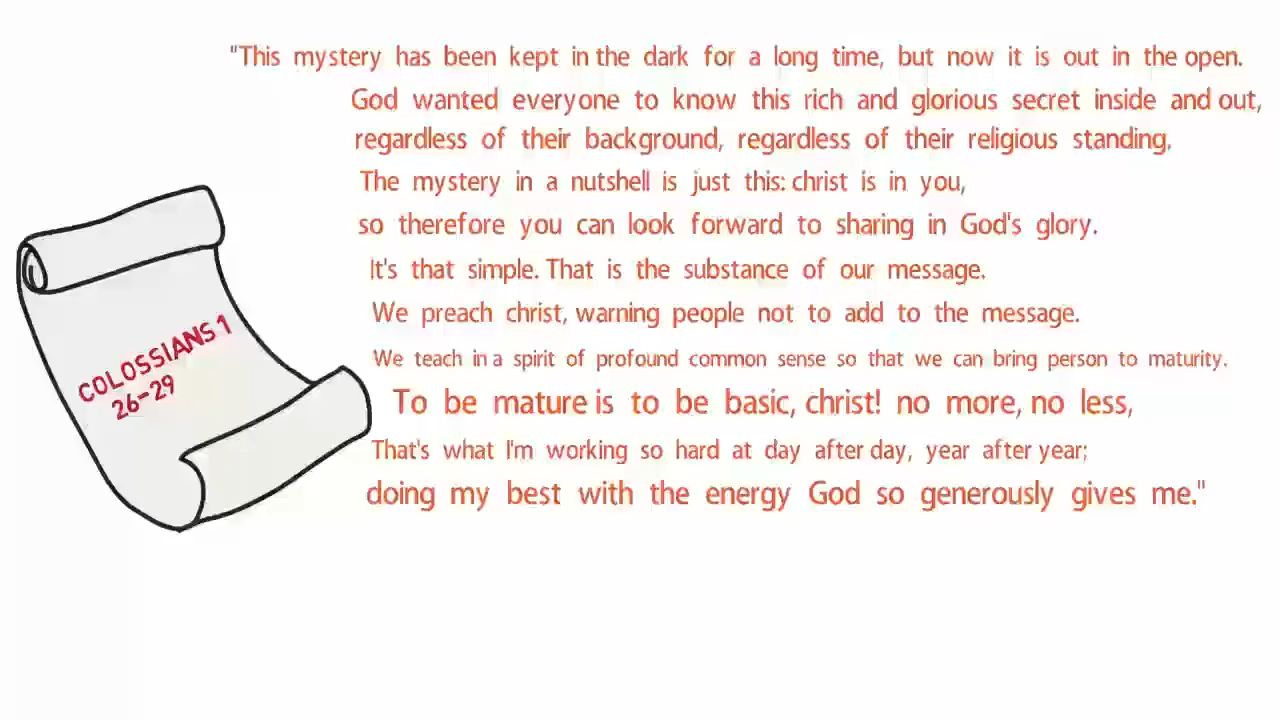 "This mystery has been kept in the dark for a long time, but now it is out in the open.
God wanted everyone to know this rich and glorious secret inside and out,
regardless of their background, regardless of their religious standing,
The mystery in a nutshell is just this: christ is in you,
so therefore you can look forward to sharing in God's glory.
It's that simple. That is the substance of our message.
We preach christ, warning people not to add to the message.
We teach in a spirit of profound common sense so that we can bring person to maturity.
To be mature is to be basic, christ! no more, no less,
That's what I'm working so hard at day after day, year after year;
doing my best with the energy God so generously gives me."
COLOSSIANS 1
26-29